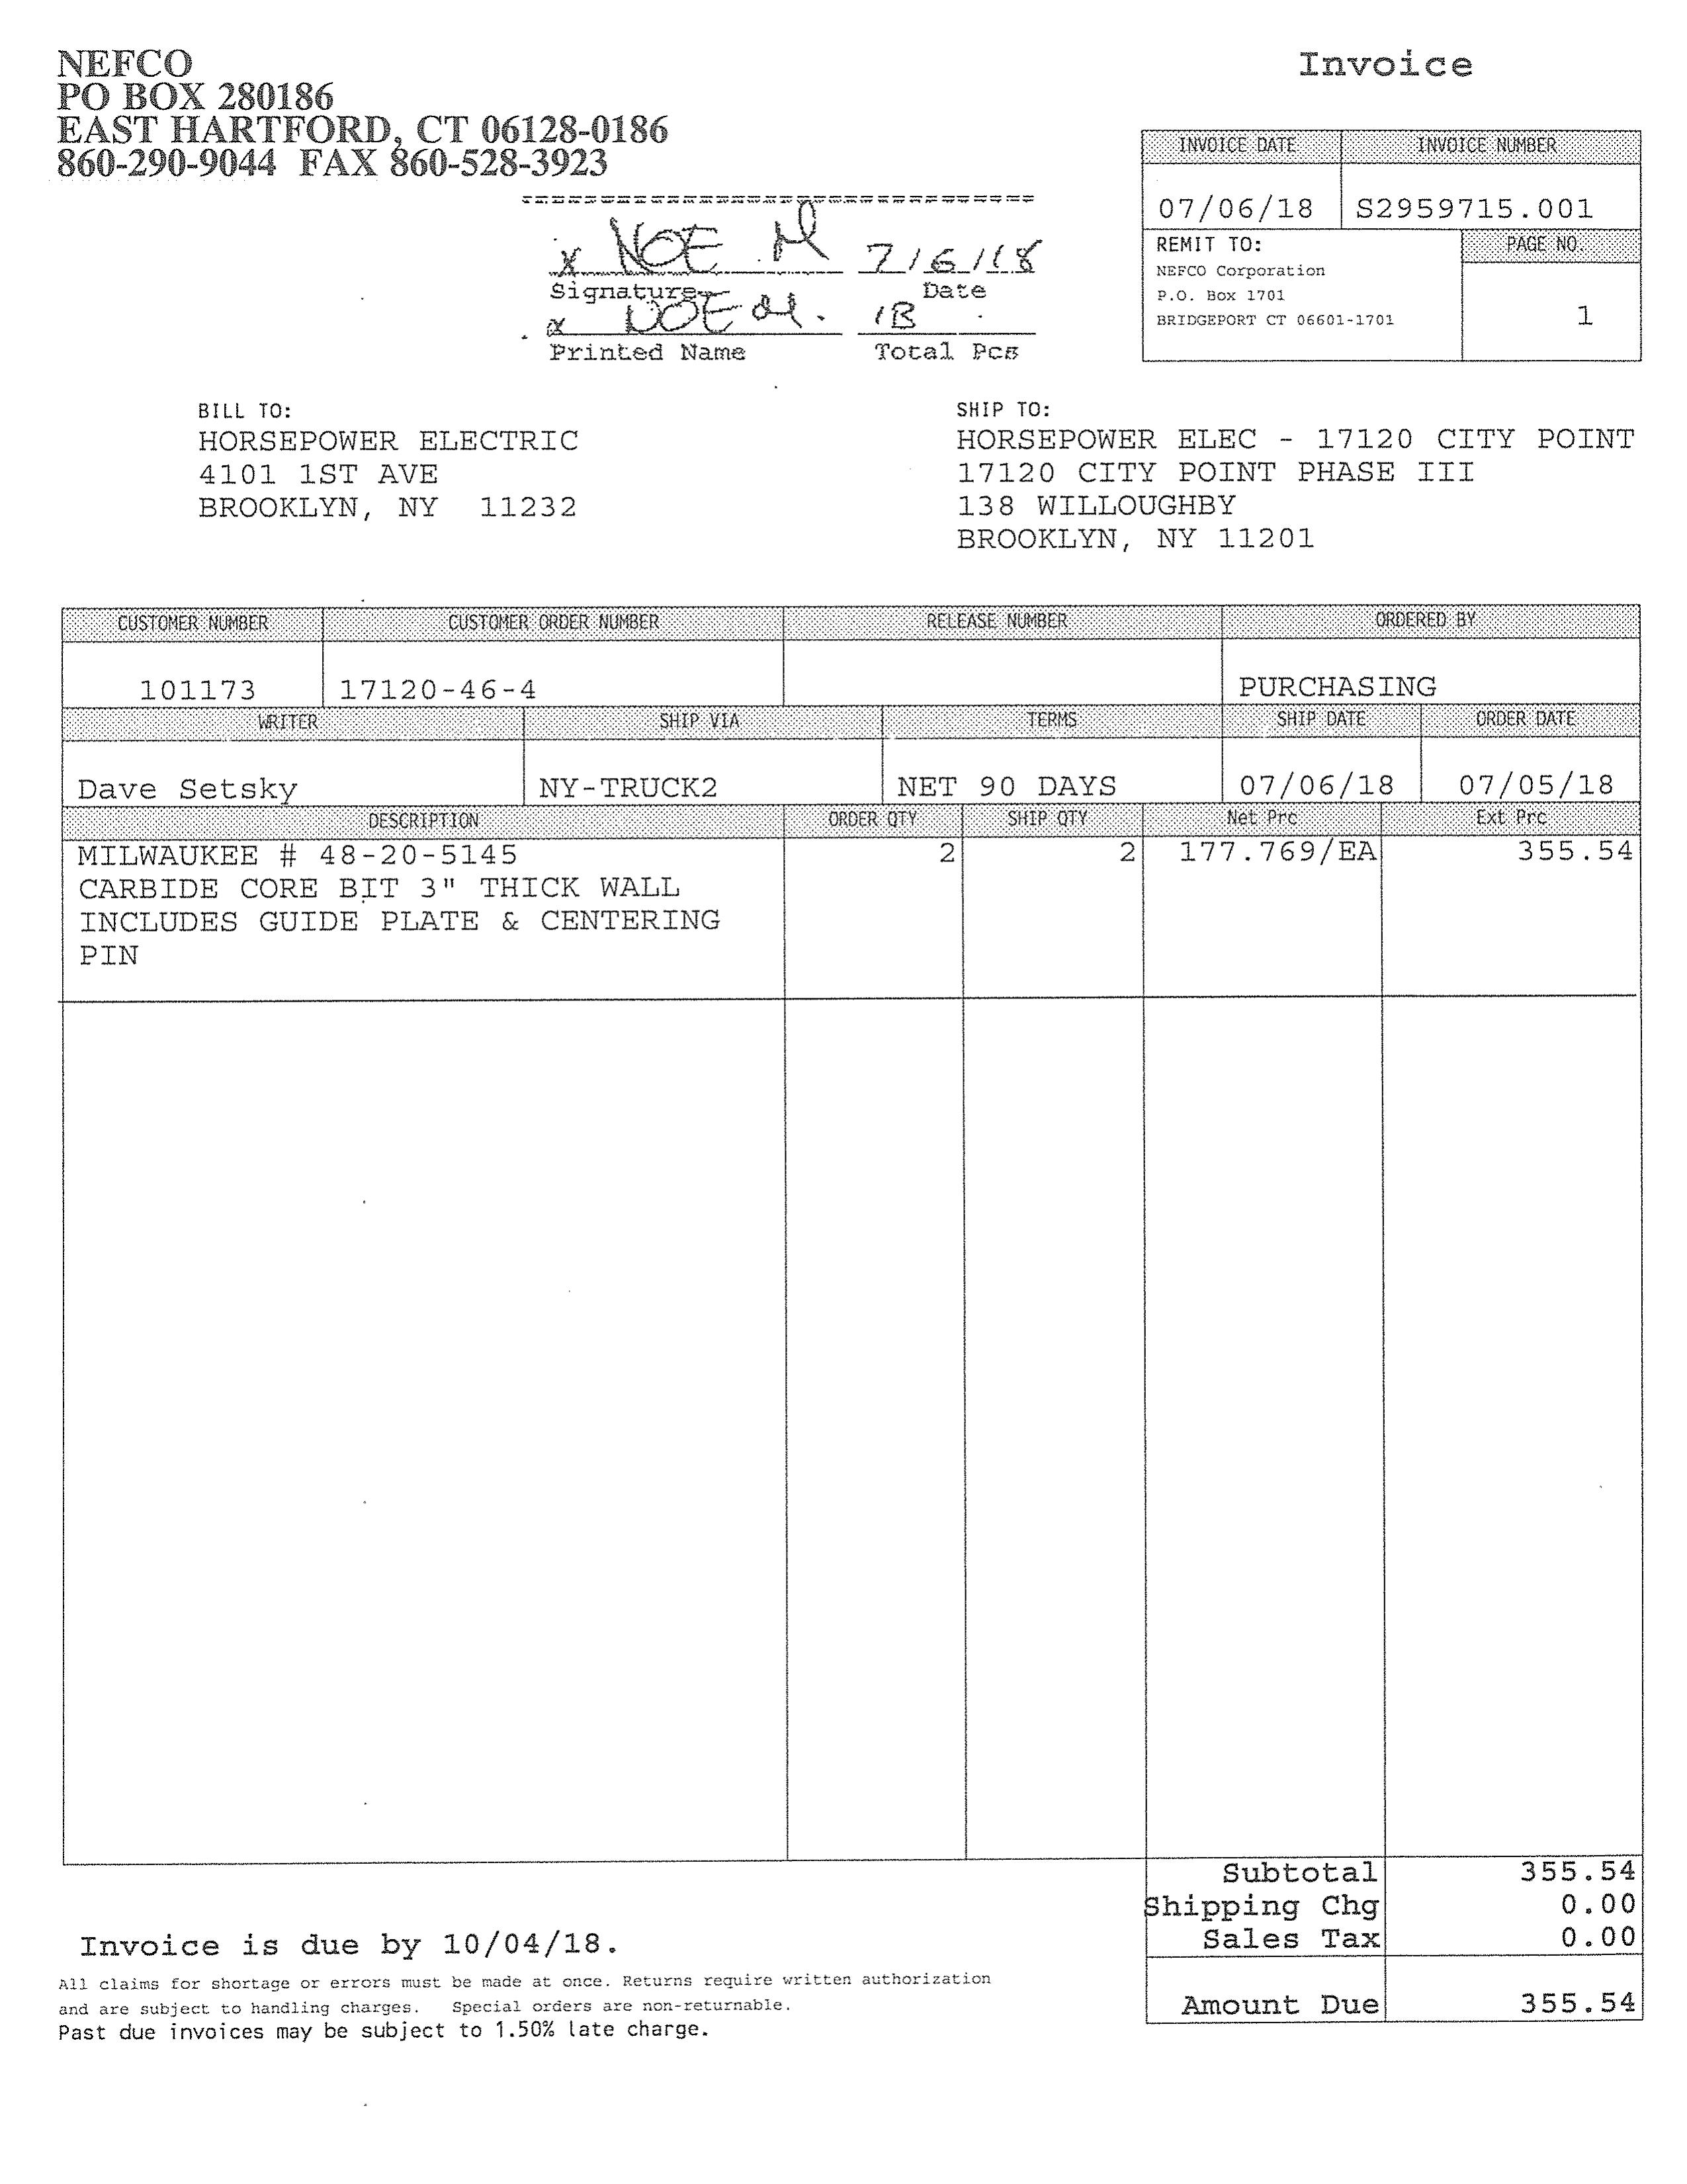 NEFCO
PO BOX 280186
EAST HARTFORD, CT 06128-0186
860-290-9044 FAX 860-528-3923
Invoice
INVOICE DATE INVOICE NUMBER
07/06/18 S2959715.001
REMIT TO: PAGE NO.
NEFCO Corporation
P.O. Box 1701
BRIDGEPORT CT 06601-1701
1
x NOE M 7/6/18
Signature Date
x NOE M. 1B
Printed Name Total Pcs
BILL TO:
HORSEPOWER ELECTRIC
4101 1ST AVE
BROOKLYN, NY 11232
SHIP TO:
HORSEPOWER ELEC - 17120 CITY POINT
17120 CITY POINT PHASE III
138 WILLOUGHBY
BROOKLYN, NY 11201
CUSTOMER NUMBER CUSTOMER ORDER NUMBER RELEASE NUMBER ORDERED BY
101173 17120-46-4 PURCHASING
WRITER SHIP VIA TERMS SHIP DATE ORDER DATE
Dave Setsky NY-TRUCK2 NET 90 DAYS 07/06/18 07/05/18
DESCRIPTION ORDER QTY SHIP QTY Net Prc Ext Prc
MILWAUKEE # 48-20-5145 2 2 177.769/EA 355.54
CARBIDE CORE BIT 3" THICK WALL
INCLUDES GUIDE PLATE & CENTERING
PIN
Subtotal 355.54
Shipping Chg 0.00
Sales Tax 0.00
Amount Due 355.54
Invoice is due by 10/04/18.
All claims for shortage or errors must be made at once. Returns require written authorization
and are subject to handling charges. Special orders are non-returnable.
Past due invoices may be subject to 1.50% late charge.